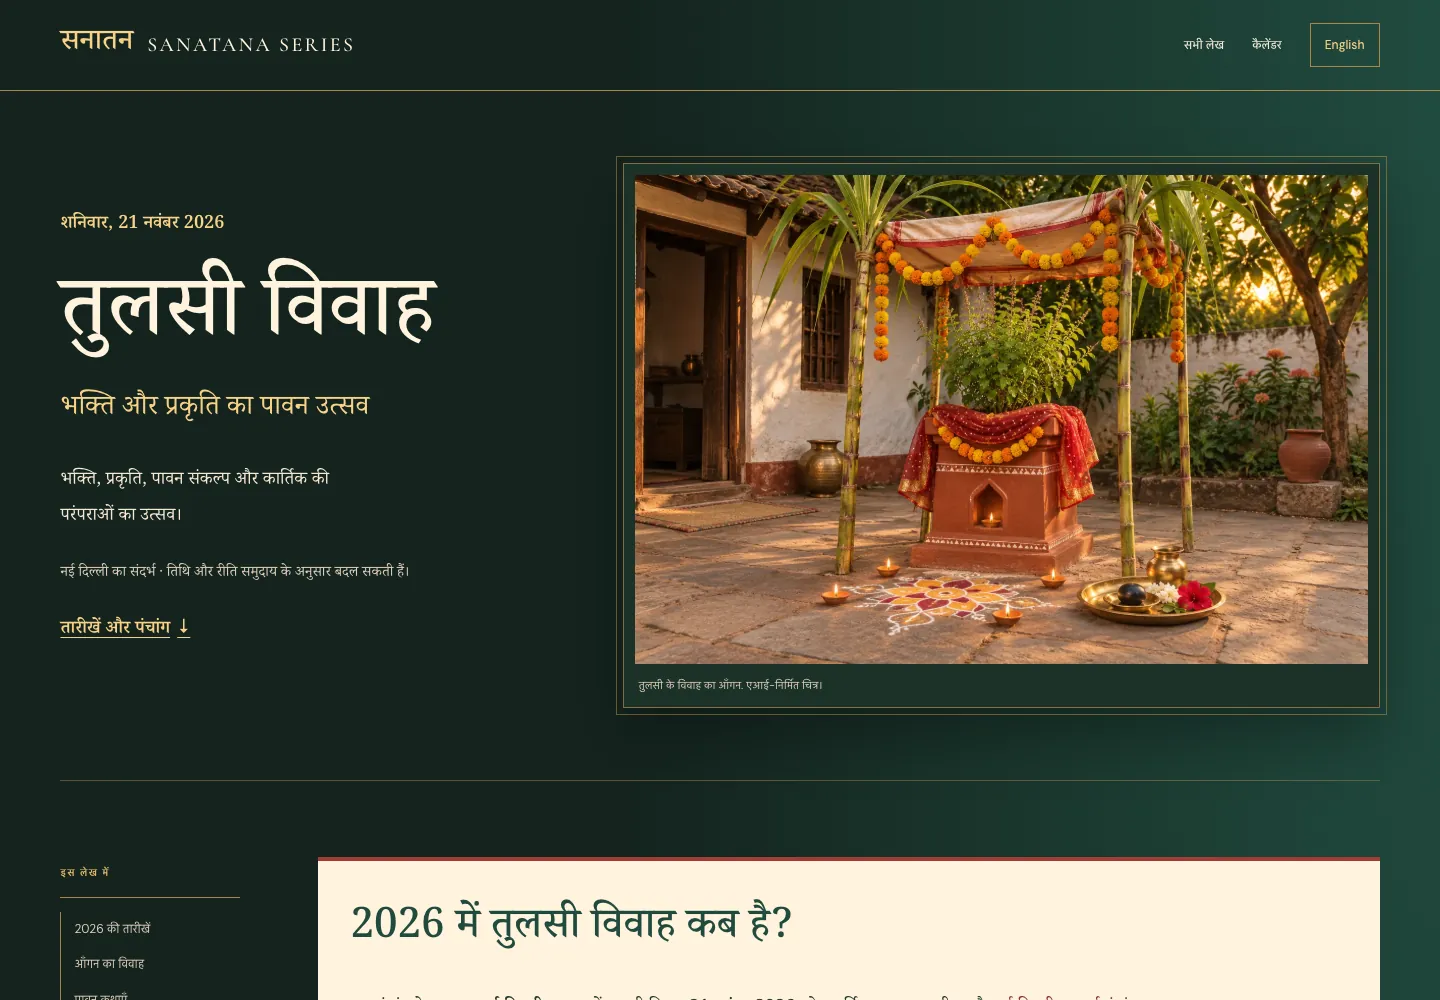 सनातन SANATANA SERIES
सभी लेख
कैलेंडर
English
शनिवार, 21 नवंबर 2026
तुलसी विवाह
भक्ति और प्रकृति का पावन उत्सव
भक्ति, प्रकृति, पावन संकल्प और कार्तिक की
परंपराओं का उत्सव।
नई दिल्ली का संदर्भ · तिथि और रीति समुदाय के अनुसार बदल सकती हैं।
तारीखें और पंचांग ↓
तुलसी के विवाह का आँगन. एआई-निर्मित चित्र।
इस लेख में
2026 की तारीखें
आँगन का विवाह
पावन कथाएँ
2026 में तुलसी विवाह कब है?